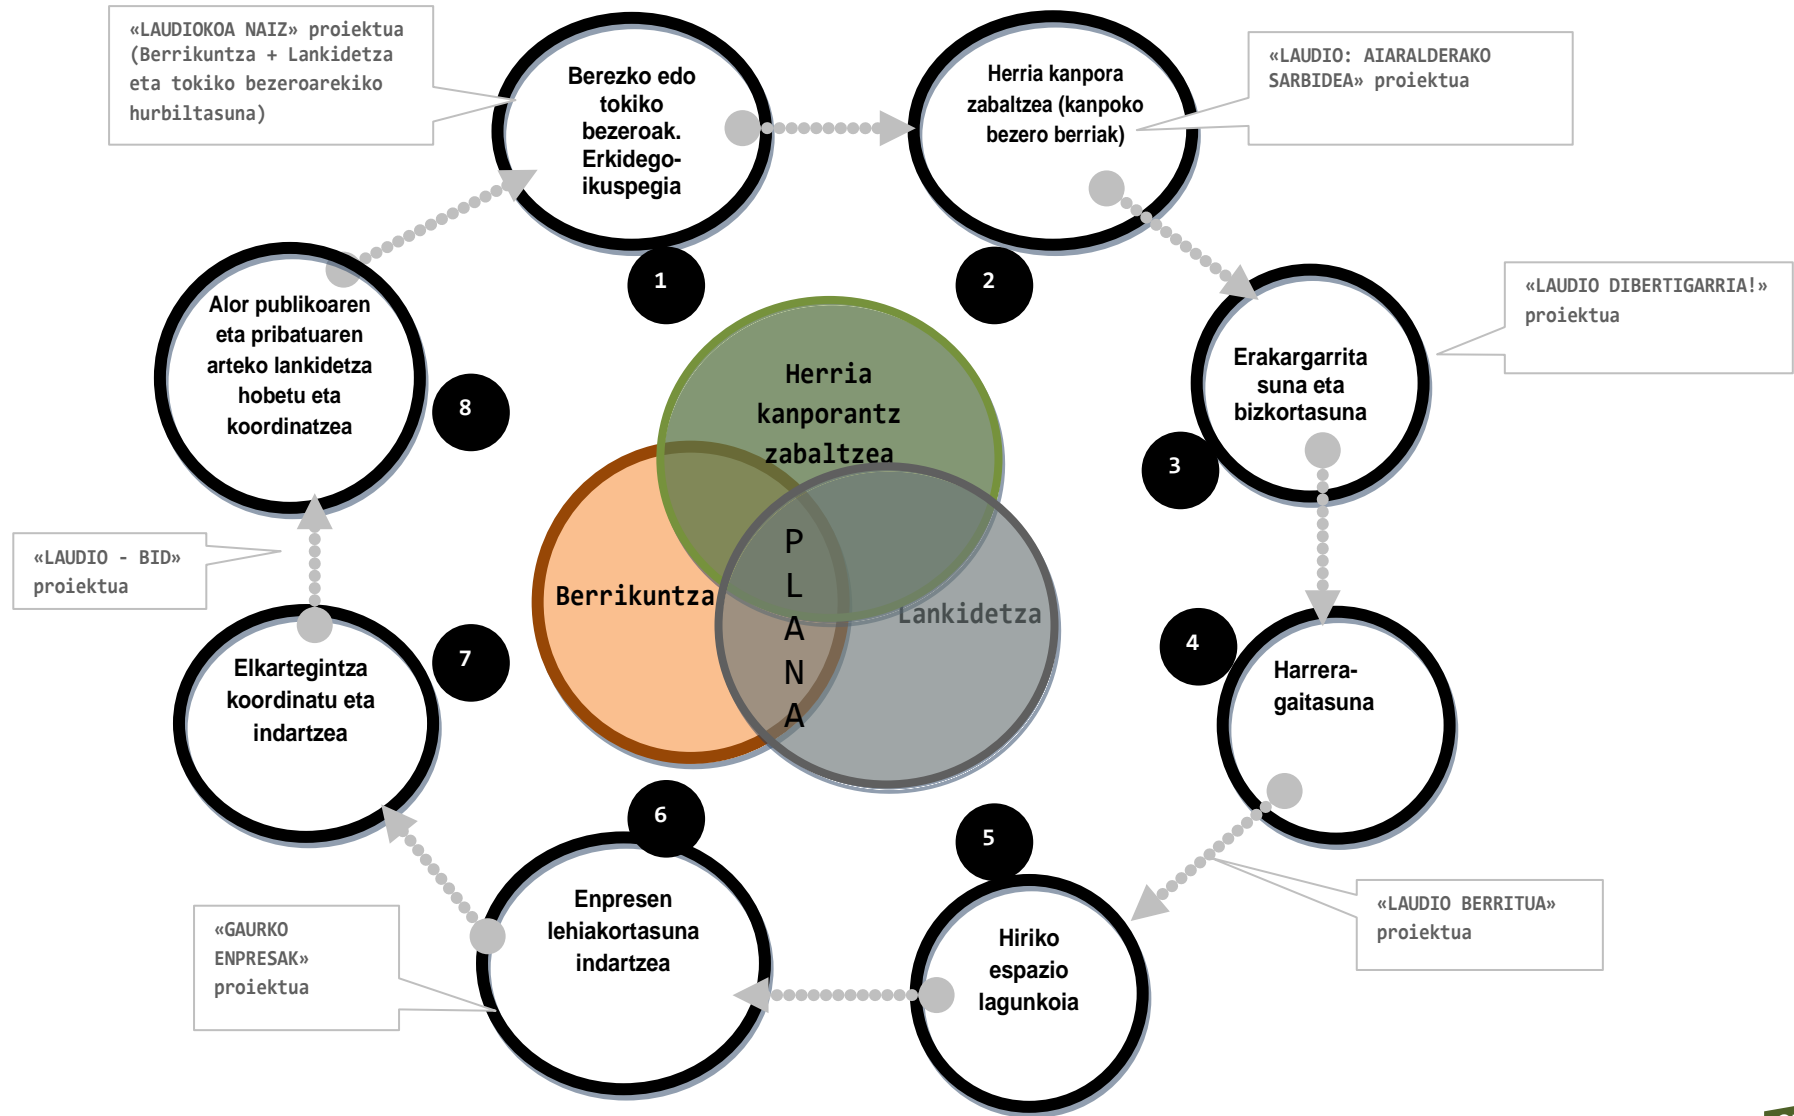 «LAUDIOKOA NAIZ» proiektua
(Berrikuntza + Lankidetza
eta tokiko bezeroarekiko
hurbiltasuna)
Berezko edo
tokiko
bezeroak.
Erkidego-
ikuspegia
1
Herria kanpora
zabaltzea (kanpoko
bezero berriak)
2
«LAUDIO: AIARALDERAKO
SARBIDEA» proiektua
«LAUDIO DIBERTIGARRIA!»
proiektua
Erakargarrita
suna eta
bizkortasuna
3
Harrera-
gaitasuna
4
«LAUDIO BERRITUA»
proiektua
Hiriko
espazio
lagunkoia
5
Enpresen
lehiakortasuna
indartzea
6
«GAURKO
ENPRESAK»
proiektua
Elkartegintza
koordinatu eta
indartzea
7
«LAUDIO - BID»
proiektua
Alor publikoaren
eta pribatuaren
arteko lankidetza
hobetu eta
koordinatzea
8
Herria
kanporantz
zabaltzea
Berrikuntza
Lankidetza
P
L
A
N
A